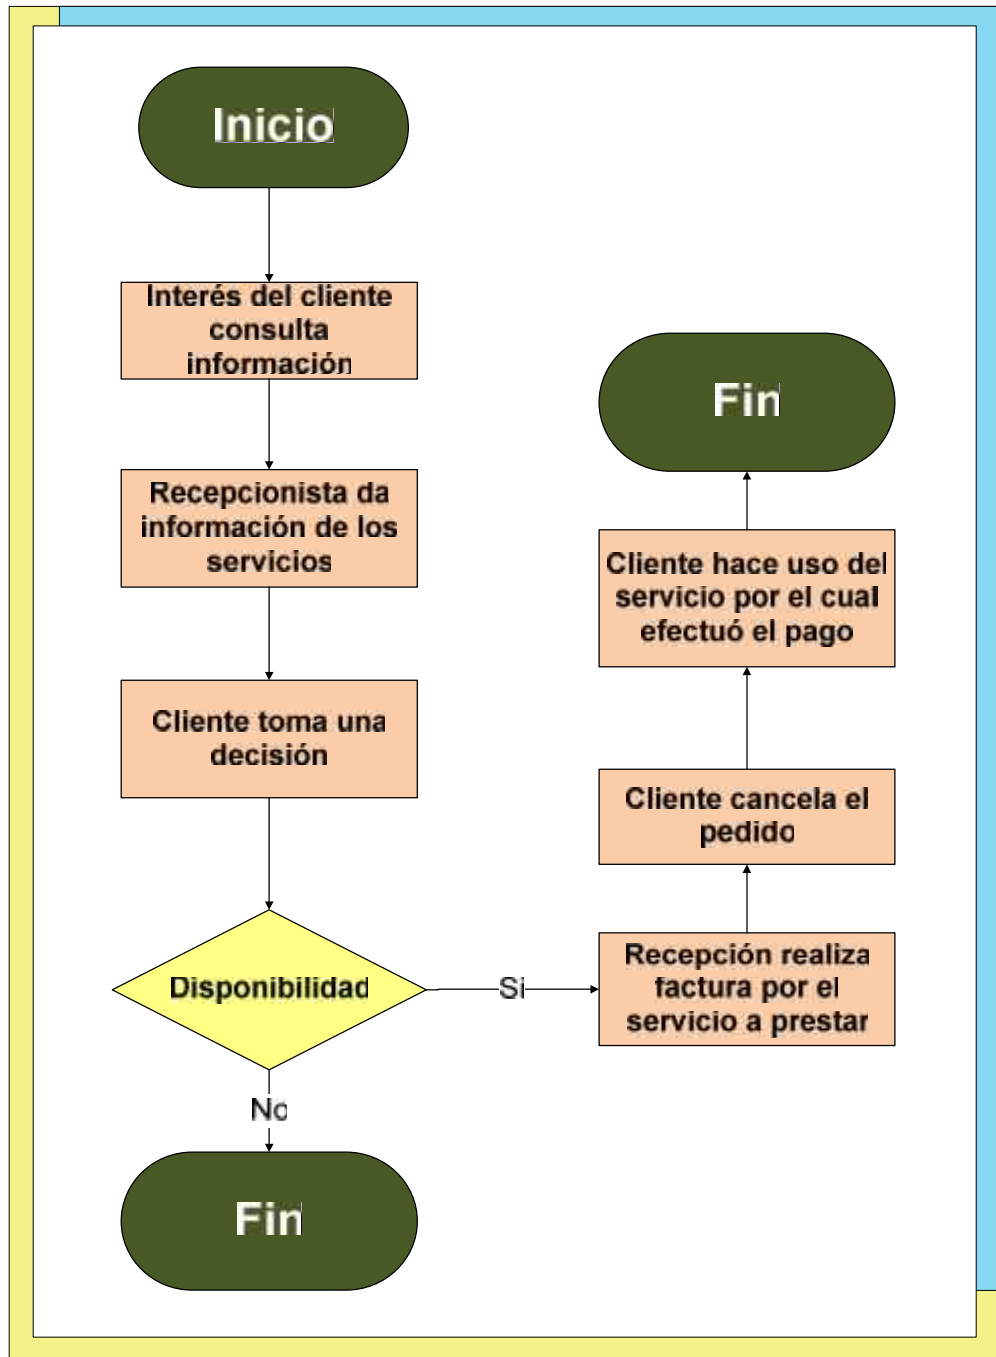 Inicio
Interés del cliente
consulta
información
Recepcionista da
información de los
servicios
Cliente toma una
decisión
Disponibilidad
No
Fin
Si
Recepción realiza
factura por el
servicio a prestar
Cliente cancela el
pedido
Cliente hace uso del
servicio por el cual
efectuó el pago
Fin